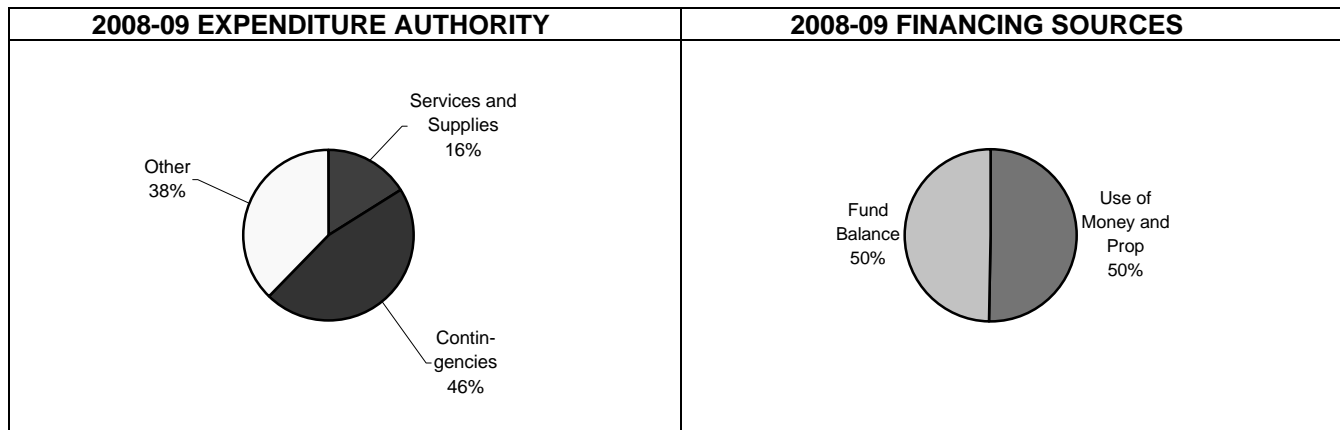 2008-09 EXPENDITURE AUTHORITY
Services and
Supplies
16%
Other
38%
Contin-
gencies
46%
2008-09 FINANCING SOURCES
Fund
Balance
50%
Use of
Money and
Prop
50%